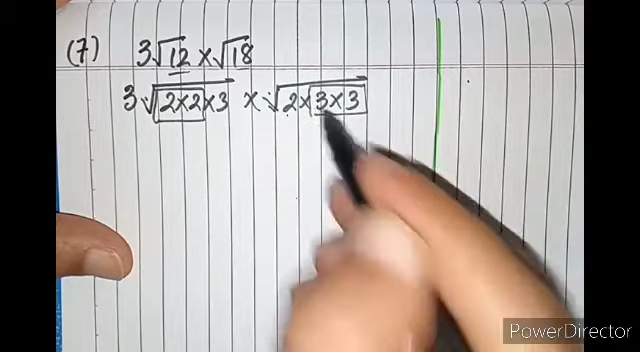 (7) 3√12 × √18
3√2×2×3 × √2×3×3
PowerDirector